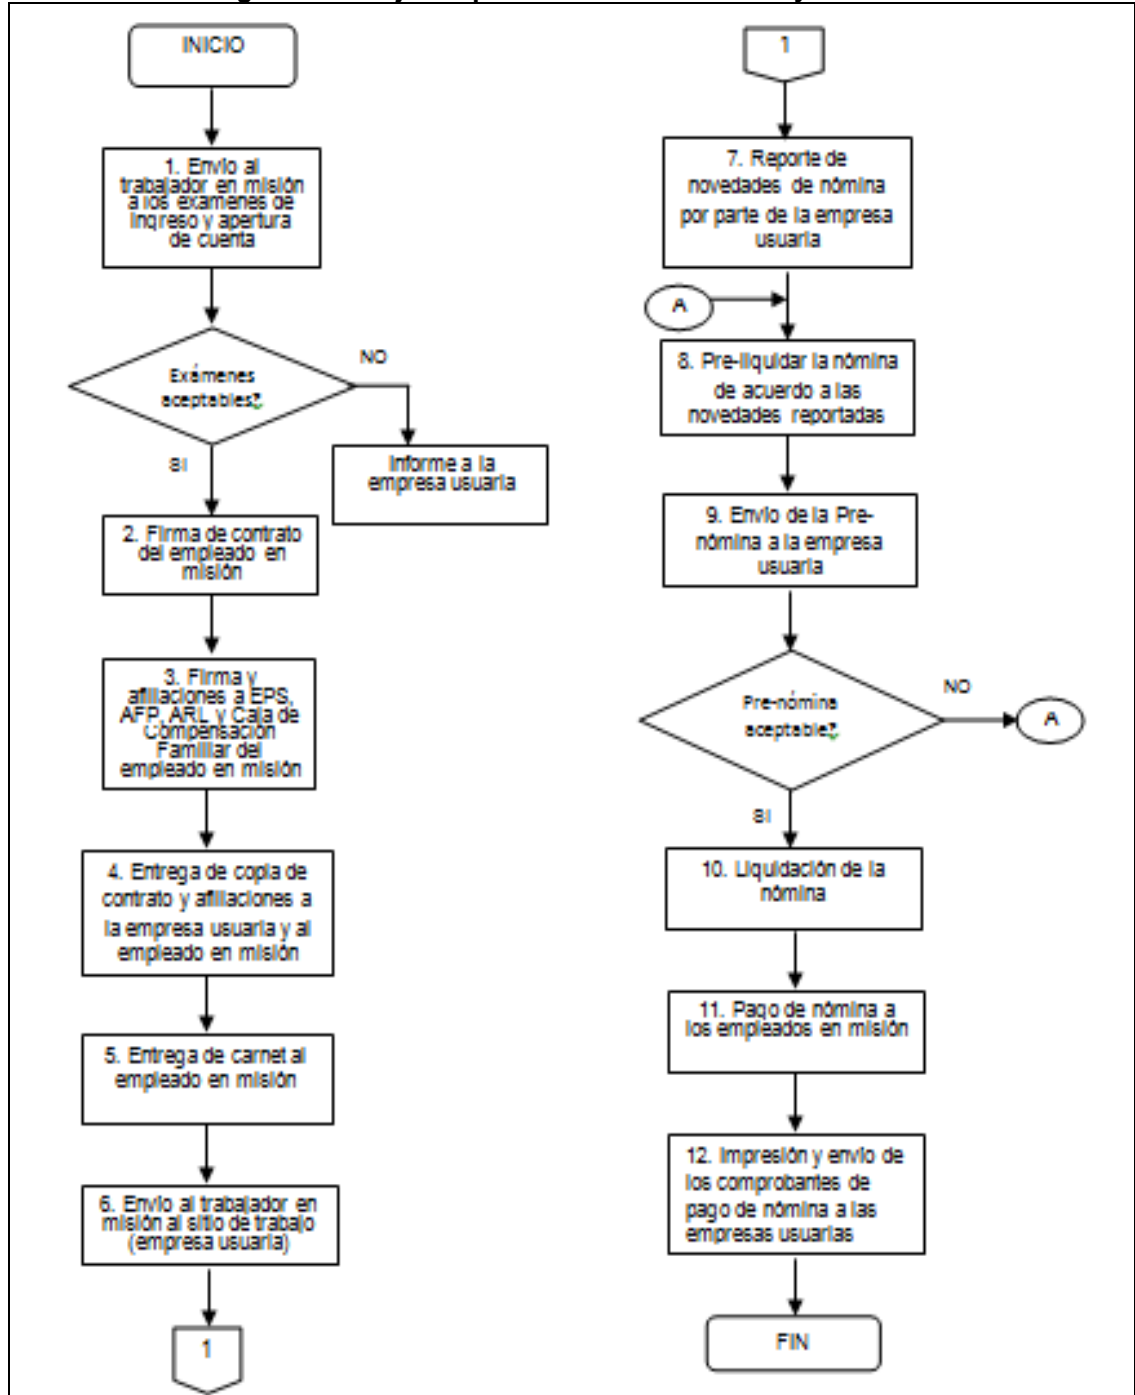 INICIO
1. Envío al
trabajador en misión
a los exámenes de
ingreso y apertura
de cuenta
Exámenes
aceptables?
NO
SI
Informe a la
empresa usuaria
2. Firma de contrato
del empleado en
misión
3. Firma y
afiliaciones a EPS,
AFP, ARL y Caja de
Compensación
Familiar del
empleado en misión
4. Entrega de copia de
contrato y afiliaciones a
la empresa usuaria y al
empleado en misión
5. Entrega de carnet al
empleado en misión
6. Envío al trabajador en
misión al sitio de trabajo
(empresa usuaria)
1
1
7. Reporte de
novedades de nómina
por parte de la empresa
usuaria
A
8. Pre-liquidar la nómina
de acuerdo a las
novedades reportadas
9. Envío de la Pre-
nómina a la empresa
usuaria
Pre-nómina
aceptable?
NO
A
SI
10. Liquidación de la
nómina
11. Pago de nómina a
los empleados en misión
12. Impresión y envío de
los comprobantes de
pago de nómina a las
empresas usuarias
FIN